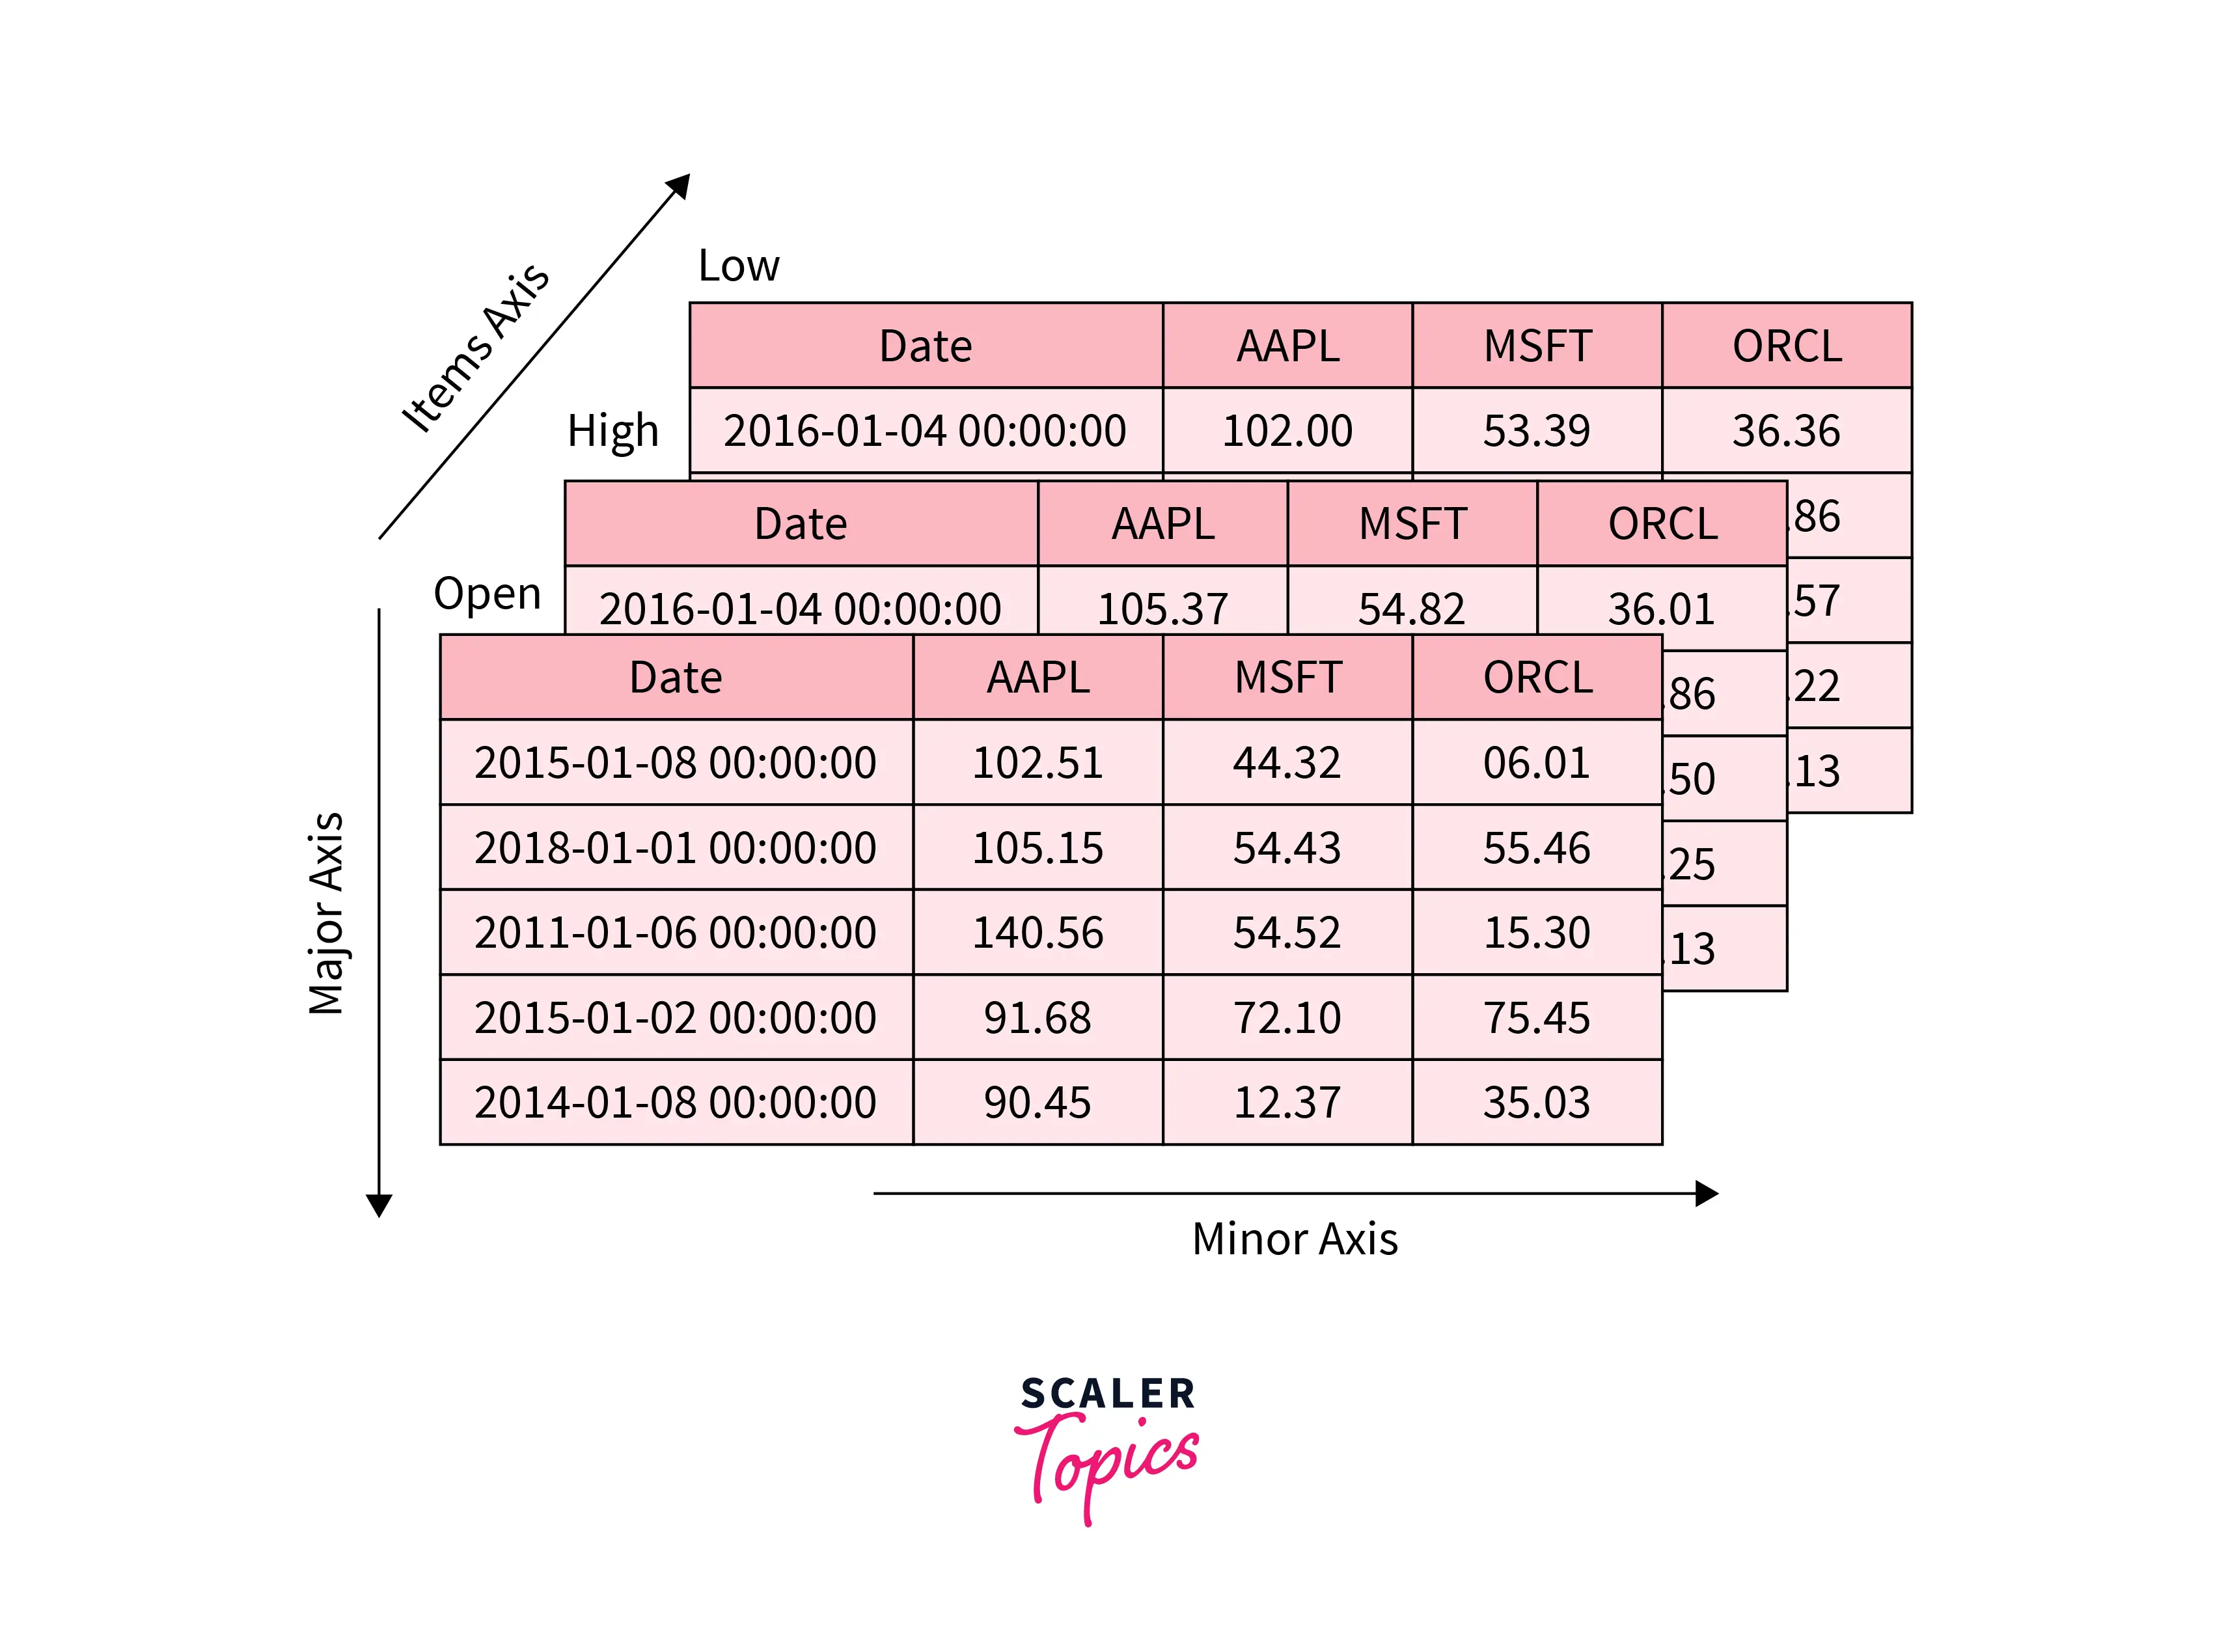 Low
Items Axis
Date AAPL MSFT ORCL
High
2016-01-04 00:00:00 102.00 53.39 36.36
.86
.57
.22
.13
Date AAPL MSFT ORCL
Open
2016-01-04 00:00:00 105.37 54.82 36.01
.86
.50
.25
.13
Date AAPL MSFT ORCL
2015-01-08 00:00:00 102.51 44.32 06.01
2018-01-01 00:00:00 105.15 54.43 55.46
2011-01-06 00:00:00 140.56 54.52 15.30
2015-01-02 00:00:00 91.68 72.10 75.45
2014-01-08 00:00:00 90.45 12.37 35.03
Major Axis
Minor Axis
SCALER
Topics